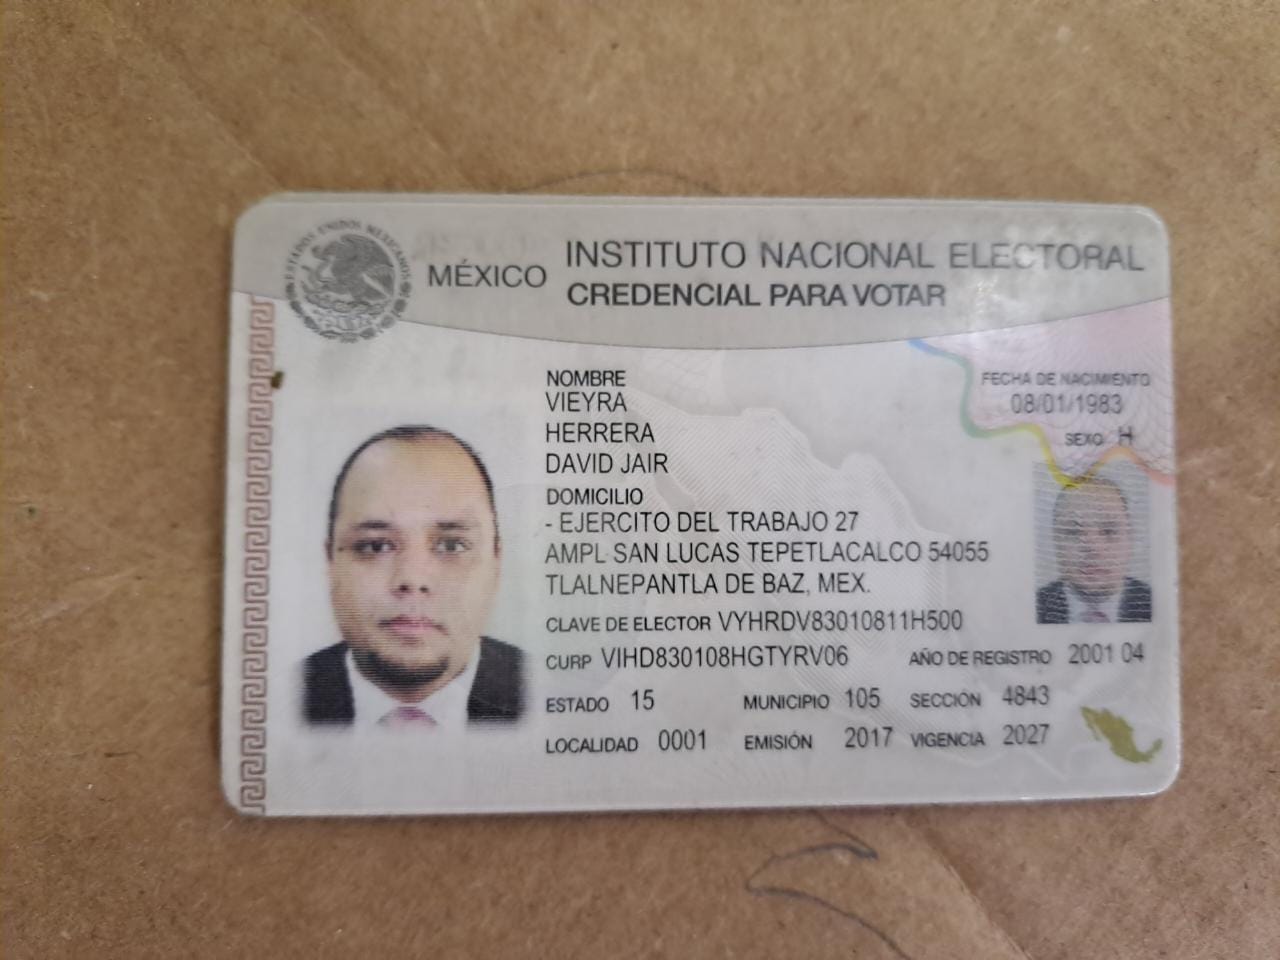 ESTADOS UNIDOS MEXICANOS
MÉXICO
INSTITUTO NACIONAL ELECTORAL
CREDENCIAL PARA VOTAR
NOMBRE
VIEYRA
HERRERA
DAVID JAIR
FECHA DE NACIMIENTO
08/01/1983
SEXO H
DOMICILIO
- EJERCITO DEL TRABAJO 27
AMPL SAN LUCAS TEPETLACALCO 54055
TLALNEPANTLA DE BAZ, MEX.
CLAVE DE ELECTOR VYHRDV83010811H500
CURP VIHD830108HGTYRV06 AÑO DE REGISTRO 2001 04
ESTADO 15 MUNICIPIO 105 SECCIÓN 4843
LOCALIDAD 0001 EMISIÓN 2017 VIGENCIA 2027